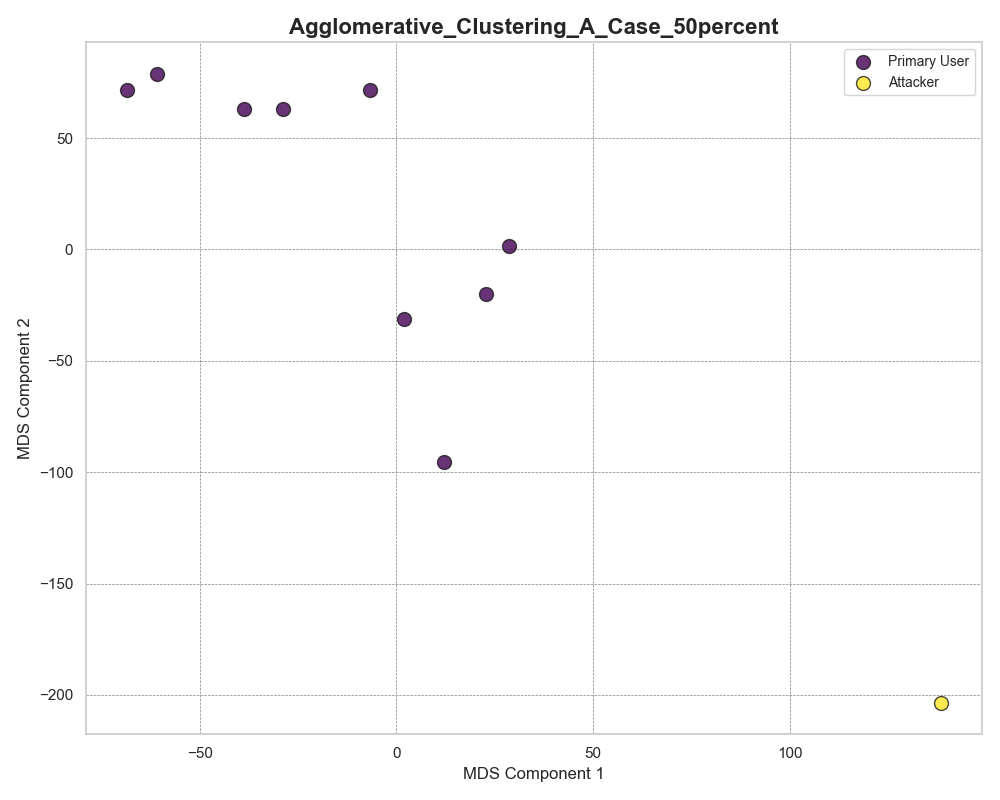 Agglomerative_Clustering_A_Case_50percent
Primary User
Attacker
50
0
−50
−100
−150
−200
MDS Component 2
−50
0
50
100
MDS Component 1